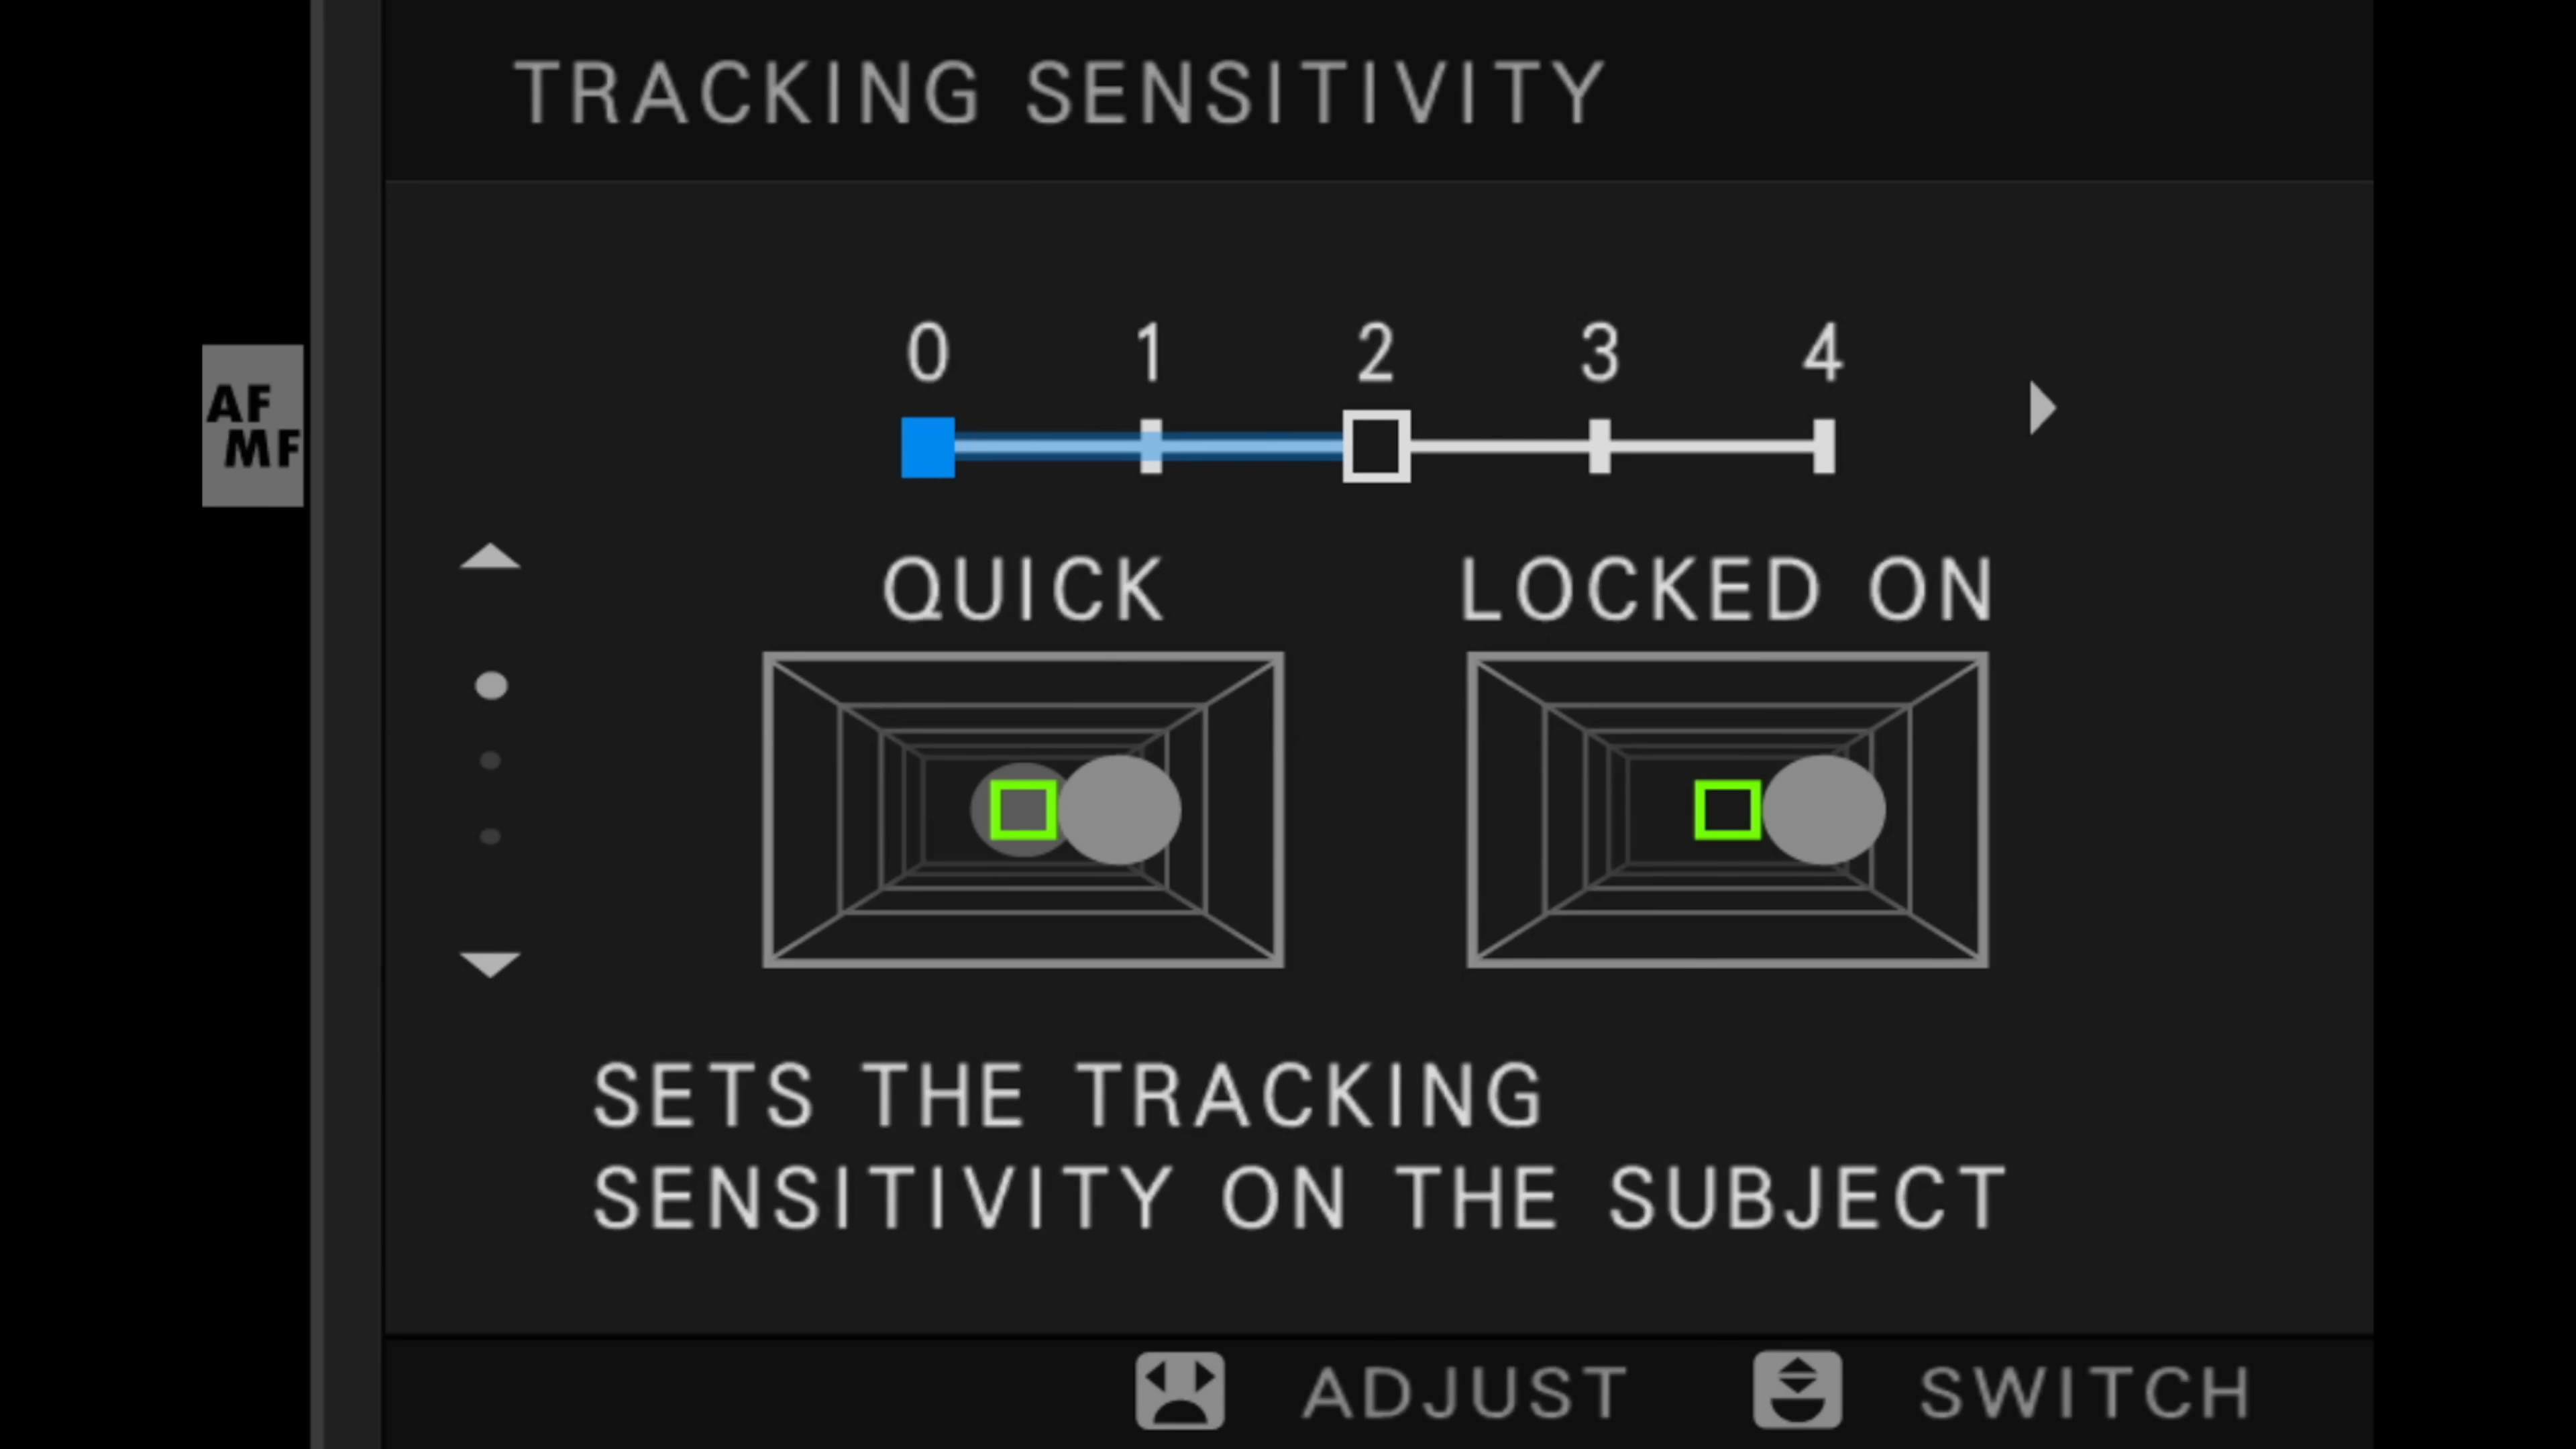 TRACKING SENSITIVITY
AF
MF
0 1 2 3 4
QUICK LOCKED ON
SETS THE TRACKING
SENSITIVITY ON THE SUBJECT
ADJUST SWITCH